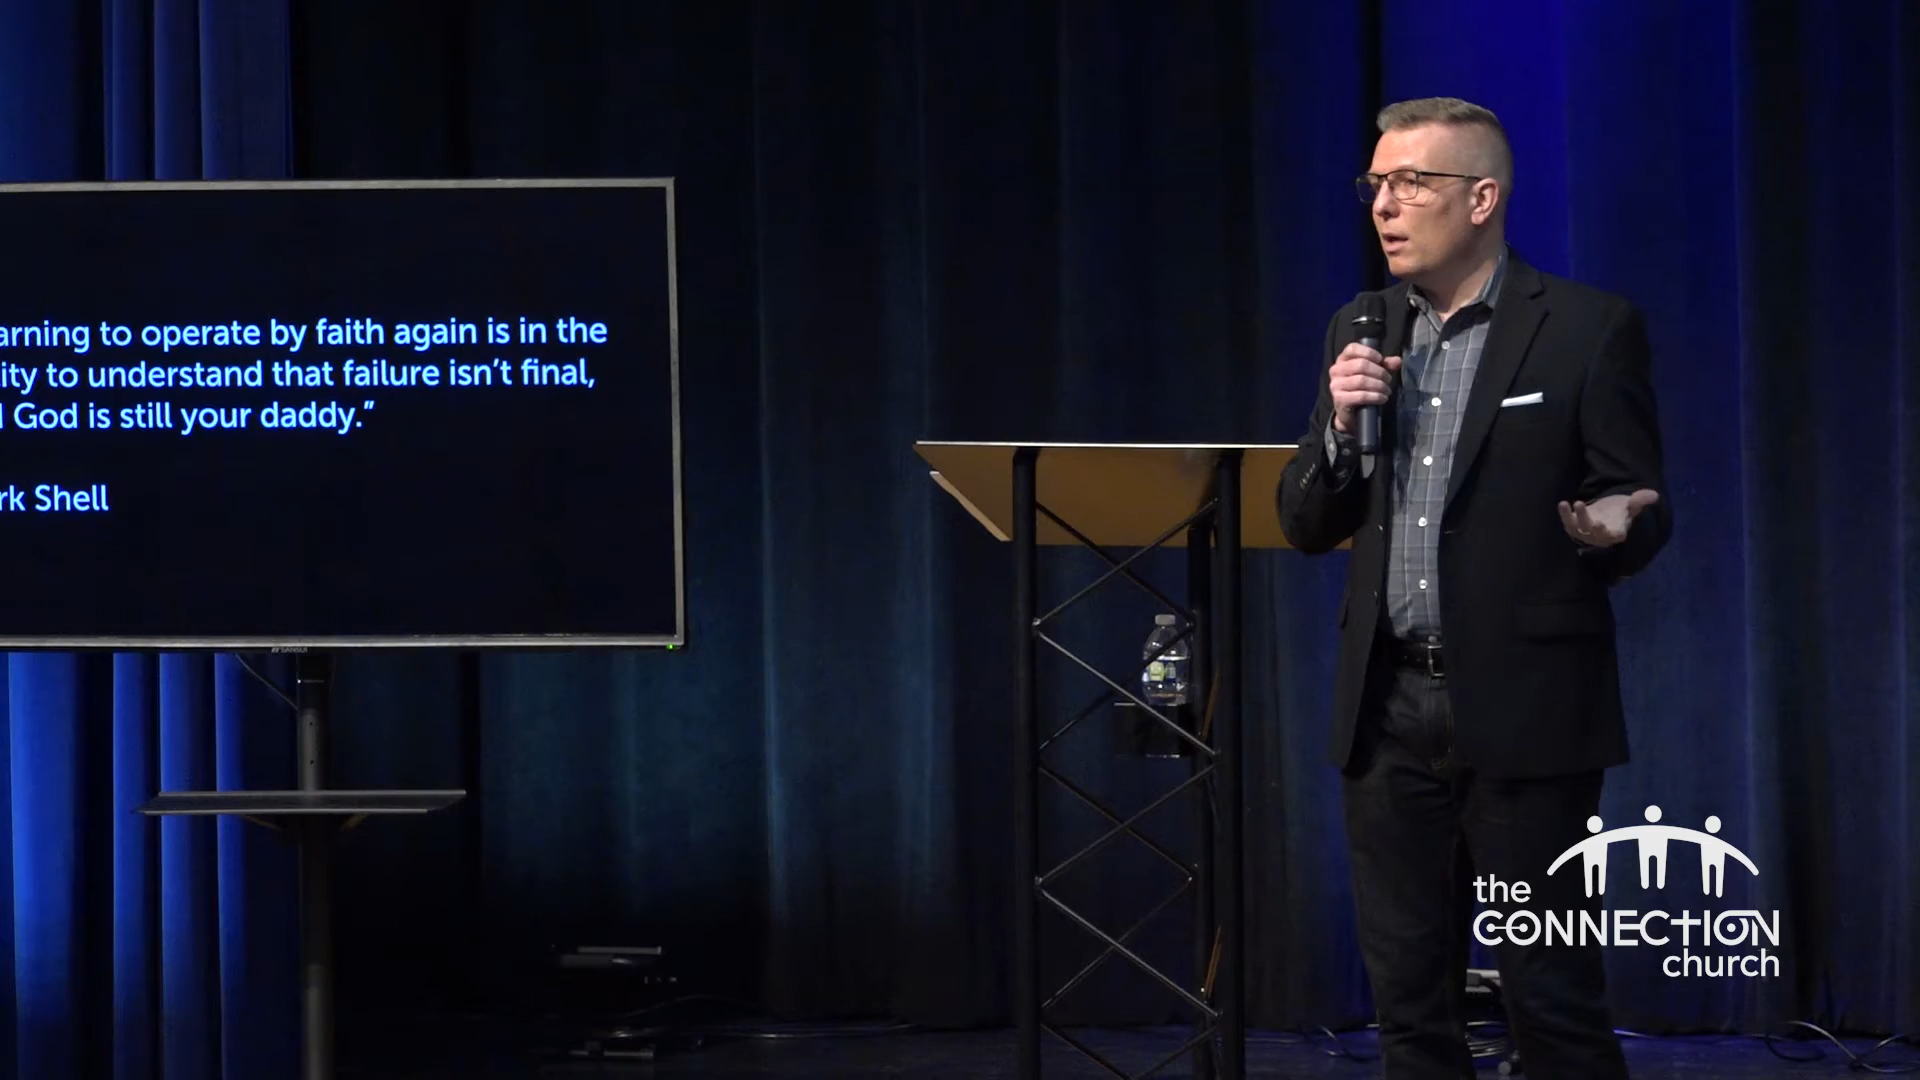 arning to operate by faith again is in the
ity to understand that failure isn't final,
God is still your daddy."
rk Shell
SANSUI
the
CONNECTION
church